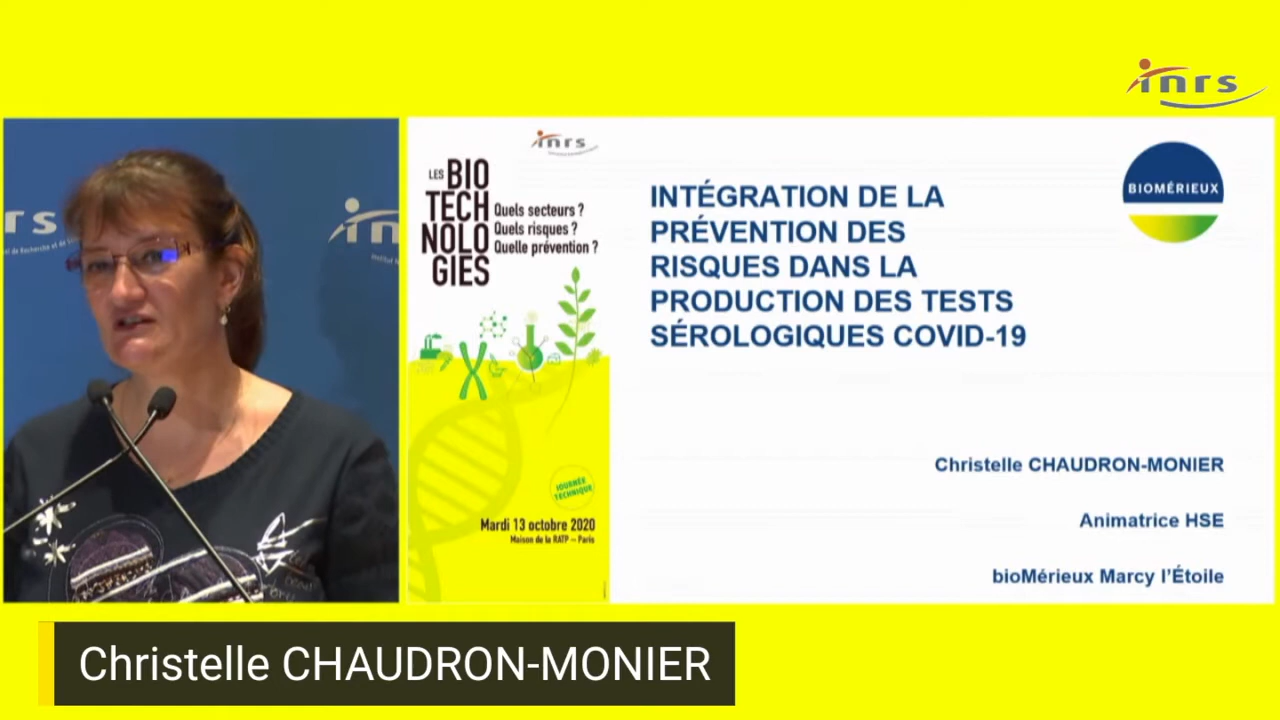 inrs
rs
inrs
LES BIO
TECH
NOLO
GIES
Quels secteurs ?
Quels risques ?
Quelle prévention ?
JOURNÉE
TECHNIQUE
Mardi 13 octobre 2020
Maison de la RATP – Paris
BIOMÉRIEUX
INTÉGRATION DE LA
PRÉVENTION DES
RISQUES DANS LA
PRODUCTION DES TESTS
SÉROLOGIQUES COVID-19
Christelle CHAUDRON-MONIER
Animatrice HSE
bioMérieux Marcy l'Étoile
Christelle CHAUDRON-MONIER